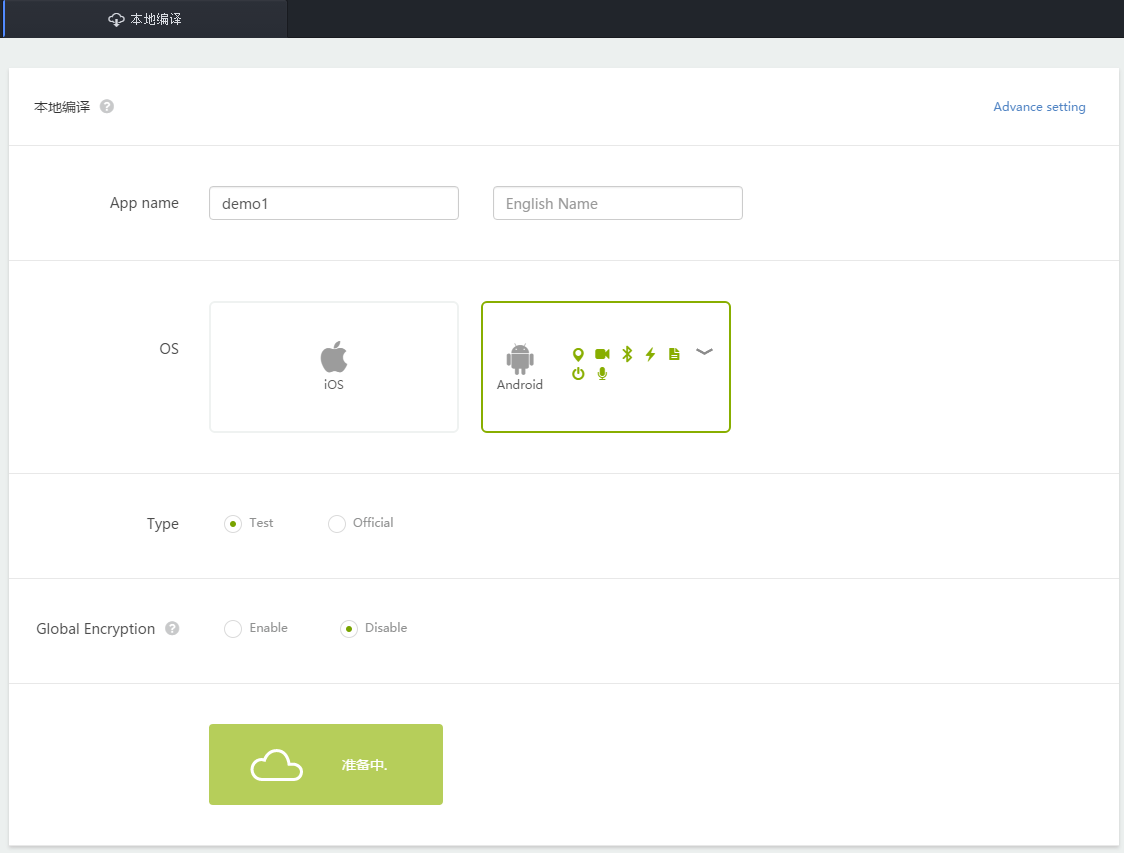 本地编译
本地编译 ? Advance setting
App name demo1 English Name
OS
iOS
Android
Type Test Official
Global Encryption ? Enable Disable
准备中.